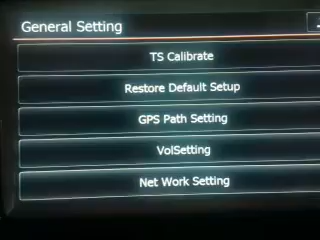 General Setting
TS Calibrate
Restore Default Setup
GPS Path Setting
VolSetting
Net Work Setting